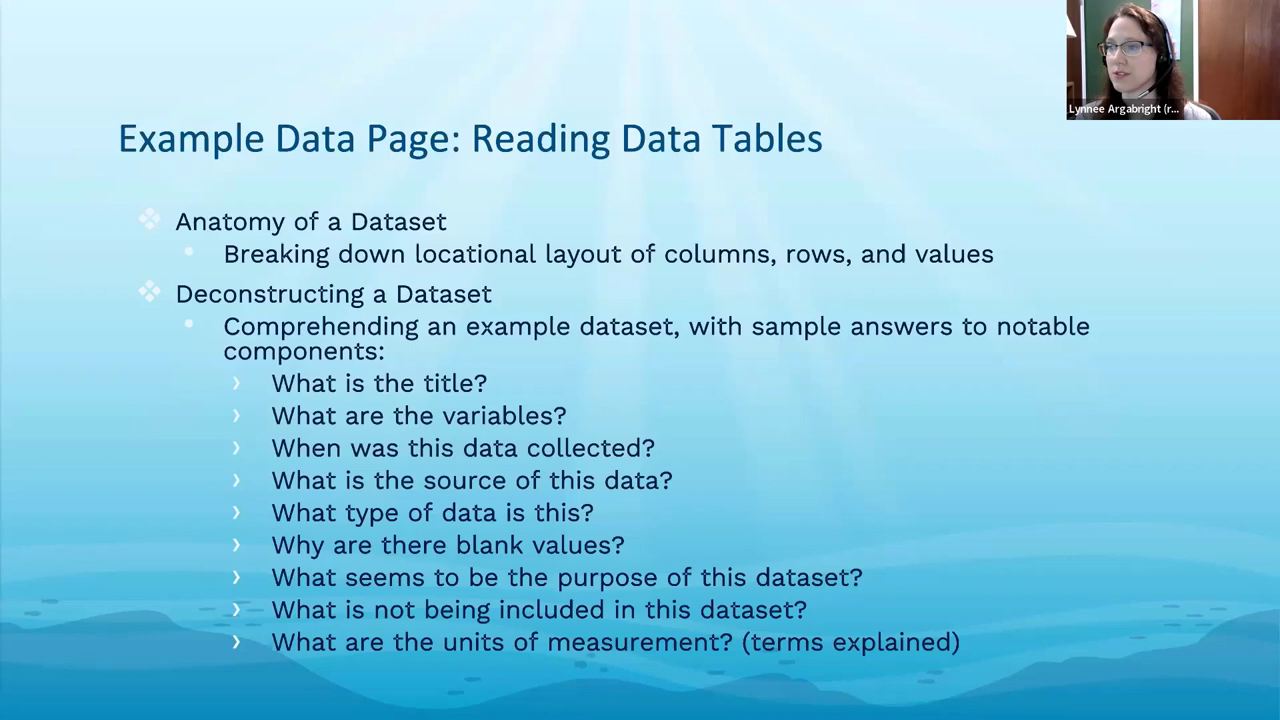 Lynnee Argabright (r...
Example Data Page: Reading Data Tables
Anatomy of a Dataset
Breaking down locational layout of columns, rows, and values
Deconstructing a Dataset
Comprehending an example dataset, with sample answers to notable
components:
What is the title?
What are the variables?
When was this data collected?
What is the source of this data?
What type of data is this?
Why are there blank values?
What seems to be the purpose of this dataset?
What is not being included in this dataset?
What are the units of measurement? (terms explained)